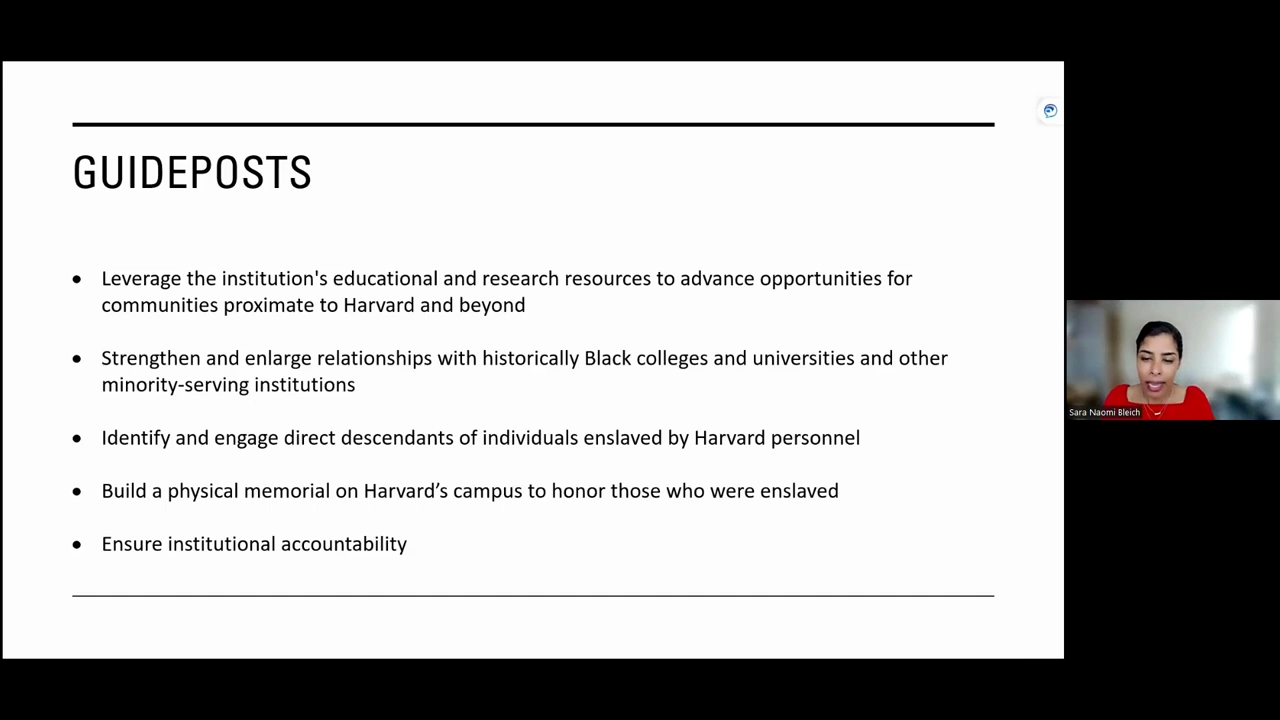 GUIDEPOSTS
• Leverage the institution's educational and research resources to advance opportunities for
communities proximate to Harvard and beyond
• Strengthen and enlarge relationships with historically Black colleges and universities and other
minority-serving institutions
• Identify and engage direct descendants of individuals enslaved by Harvard personnel
• Build a physical memorial on Harvard’s campus to honor those who were enslaved
• Ensure institutional accountability
Sara Naomi Bleich